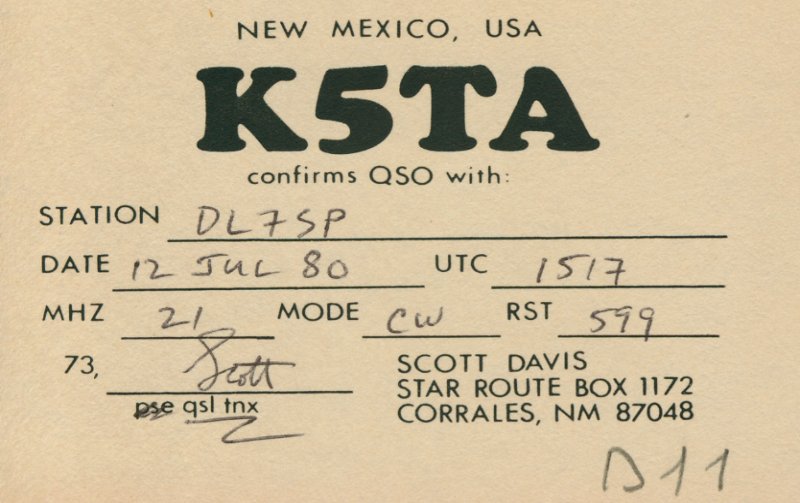 NEW MEXICO, USA
K5TA
confirms QSO with:
STATION DL7SP
DATE 12 JUL 80 UTC 1517
MHZ 21 MODE CW RST 599
73, Scott
pse qsl tnx
SCOTT DAVIS
STAR ROUTE BOX 1172
CORRALES, NM 87048
D11